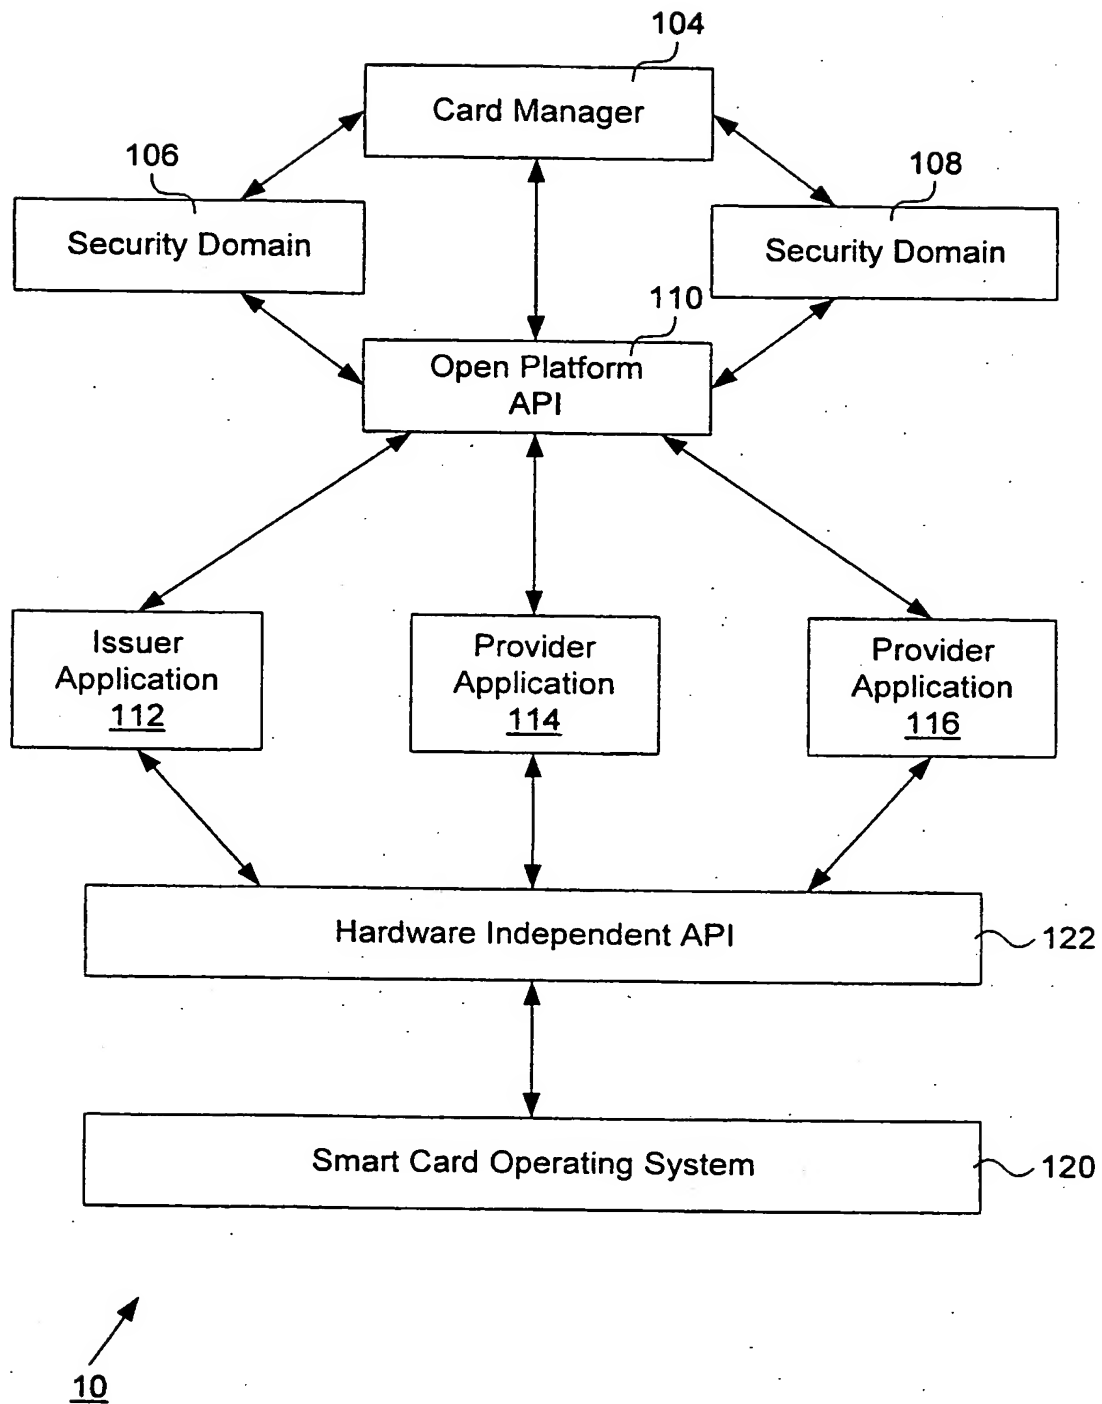 104
Card Manager
106
108
Security Domain
Security Domain
110
Open Platform
API
Issuer
Application
112
Provider
Application
114
Provider
Application
116
Hardware Independent API
122
Smart Card Operating System
120
10